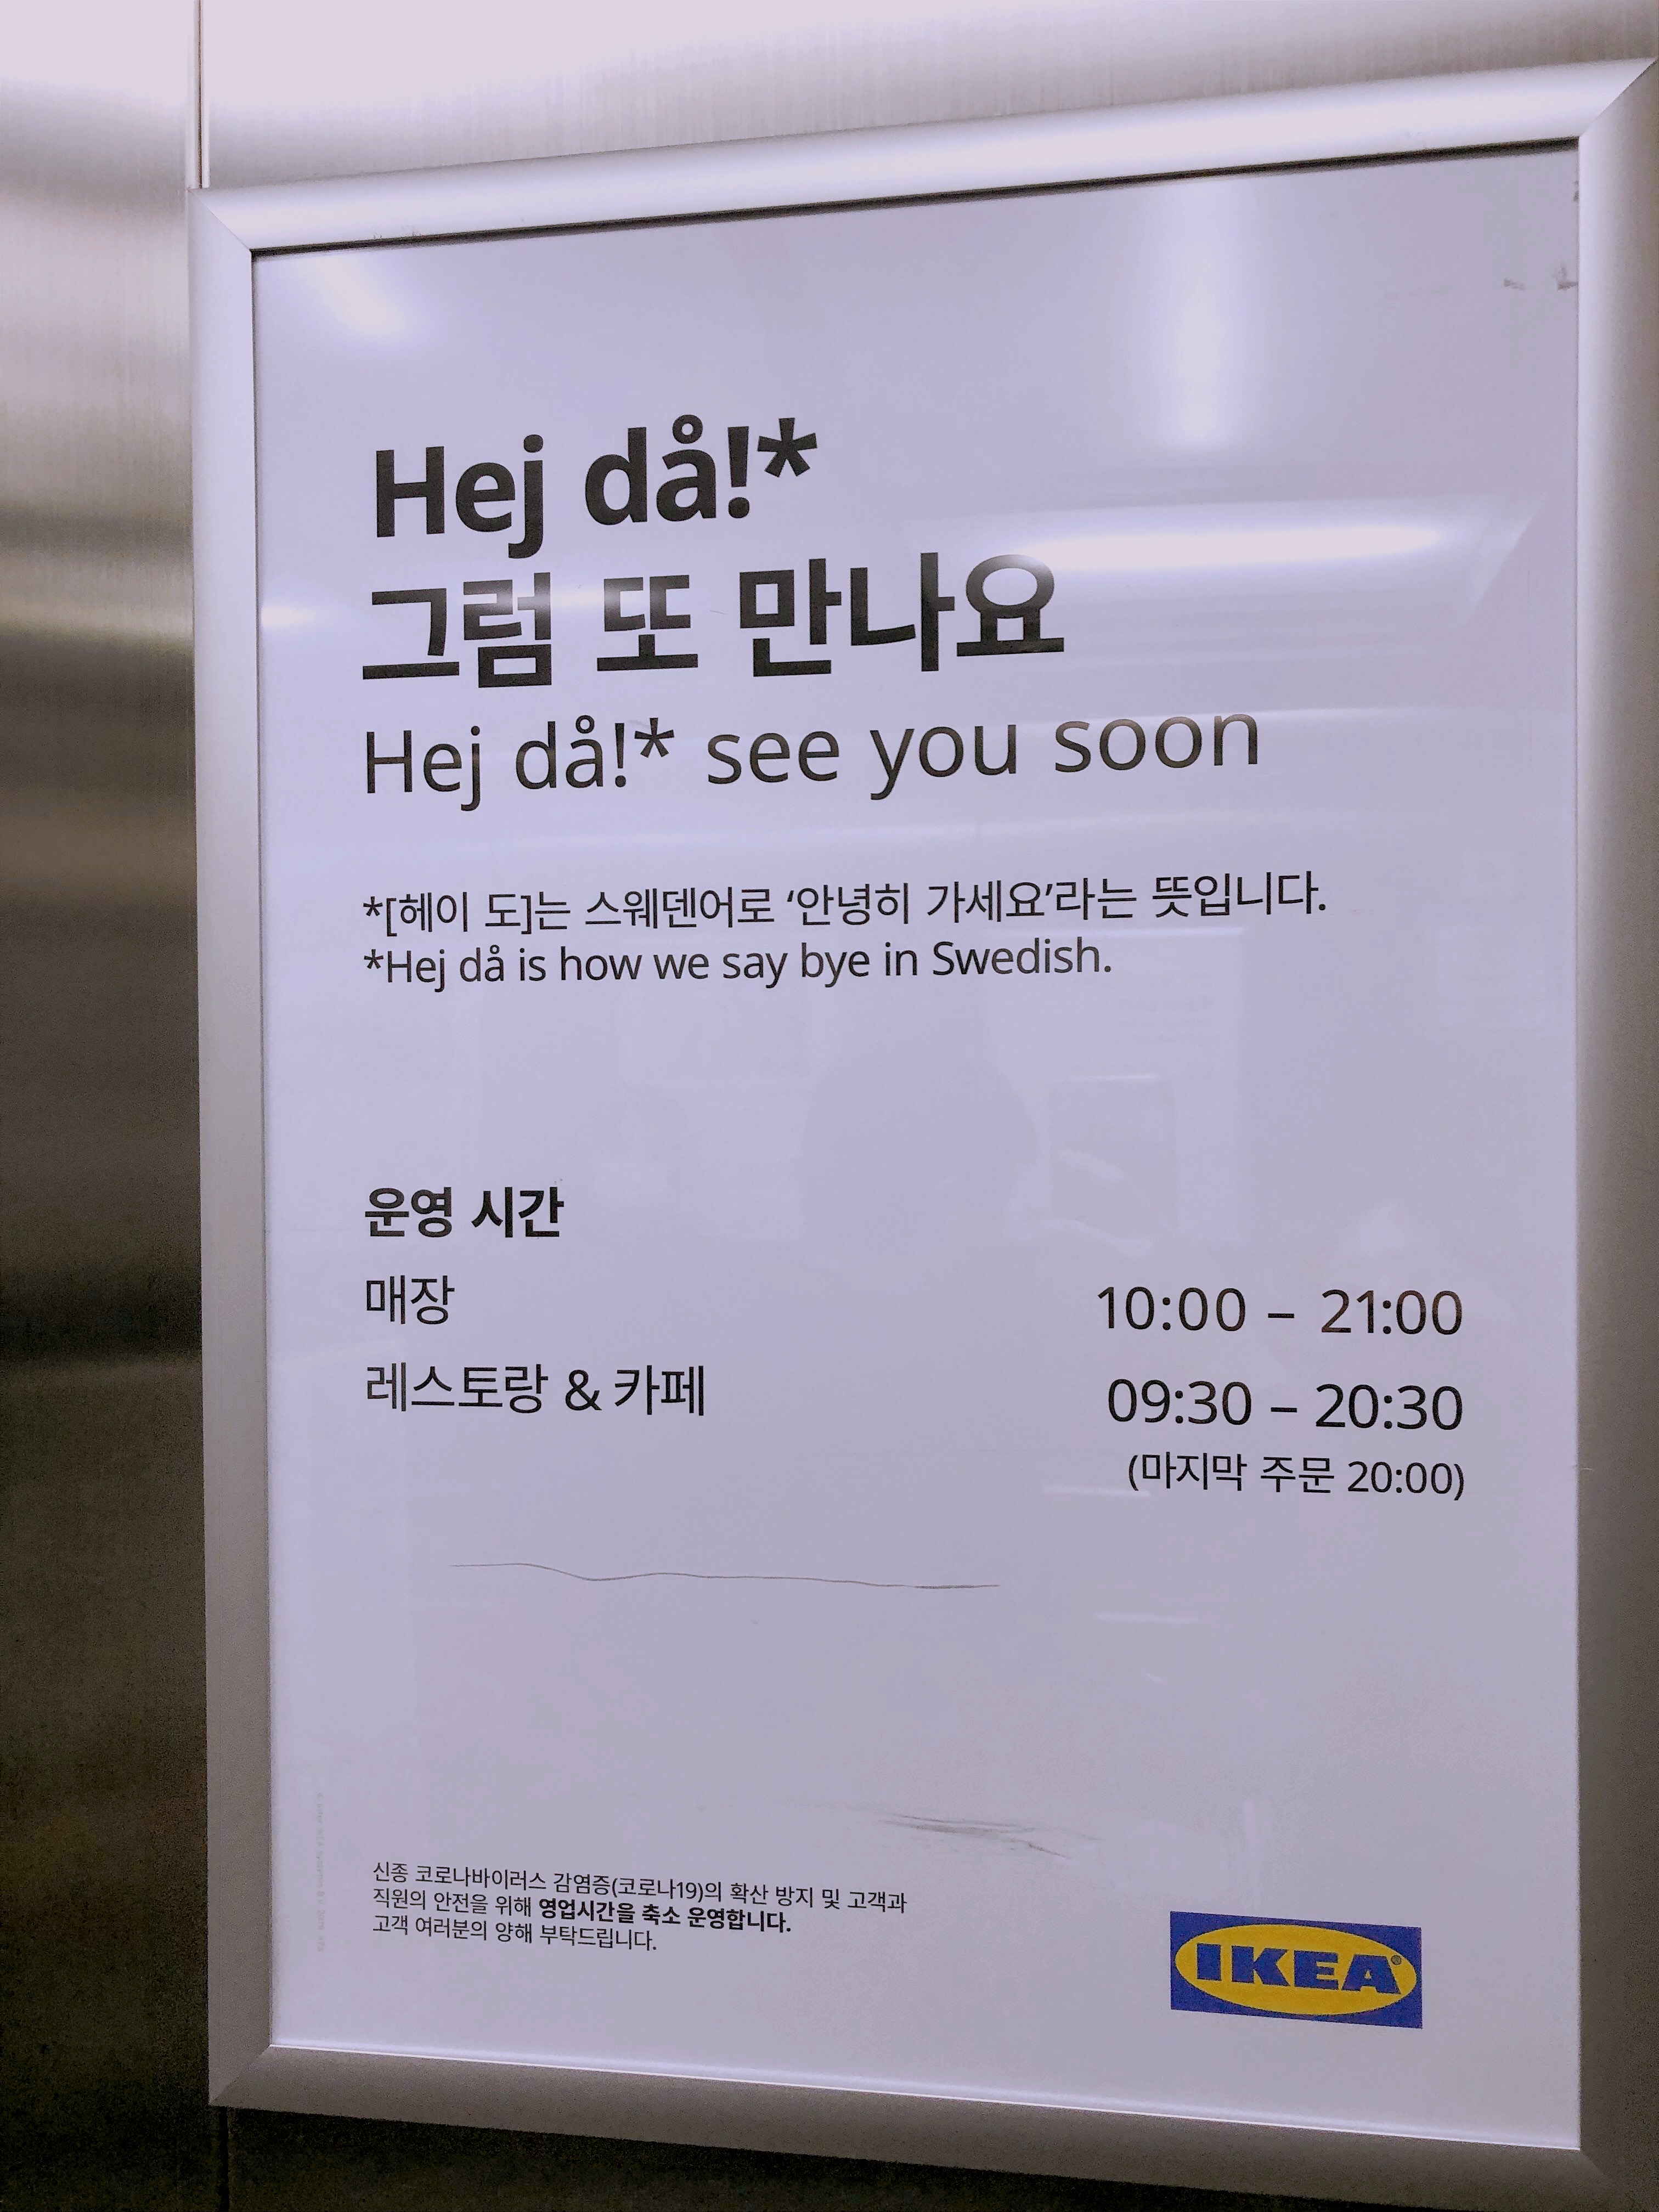 Hej då!*
그럼 또 만나요
Hej då!* see you soon
*[헤이 도]는 스웨덴어로 ‘안녕히 가세요’라는 뜻입니다.
*Hej då is how we say bye in Swedish.
운영 시간
매장 10:00 – 21:00
레스토랑 & 카페 09:30 – 20:30
(마지막 주문 20:00)
신종 코로나바이러스 감염증(코로나19)의 확산 방지 및 고객과
직원의 안전을 위해 영업시간을 축소 운영합니다.
고객 여러분의 양해 부탁드립니다.
IKEA®